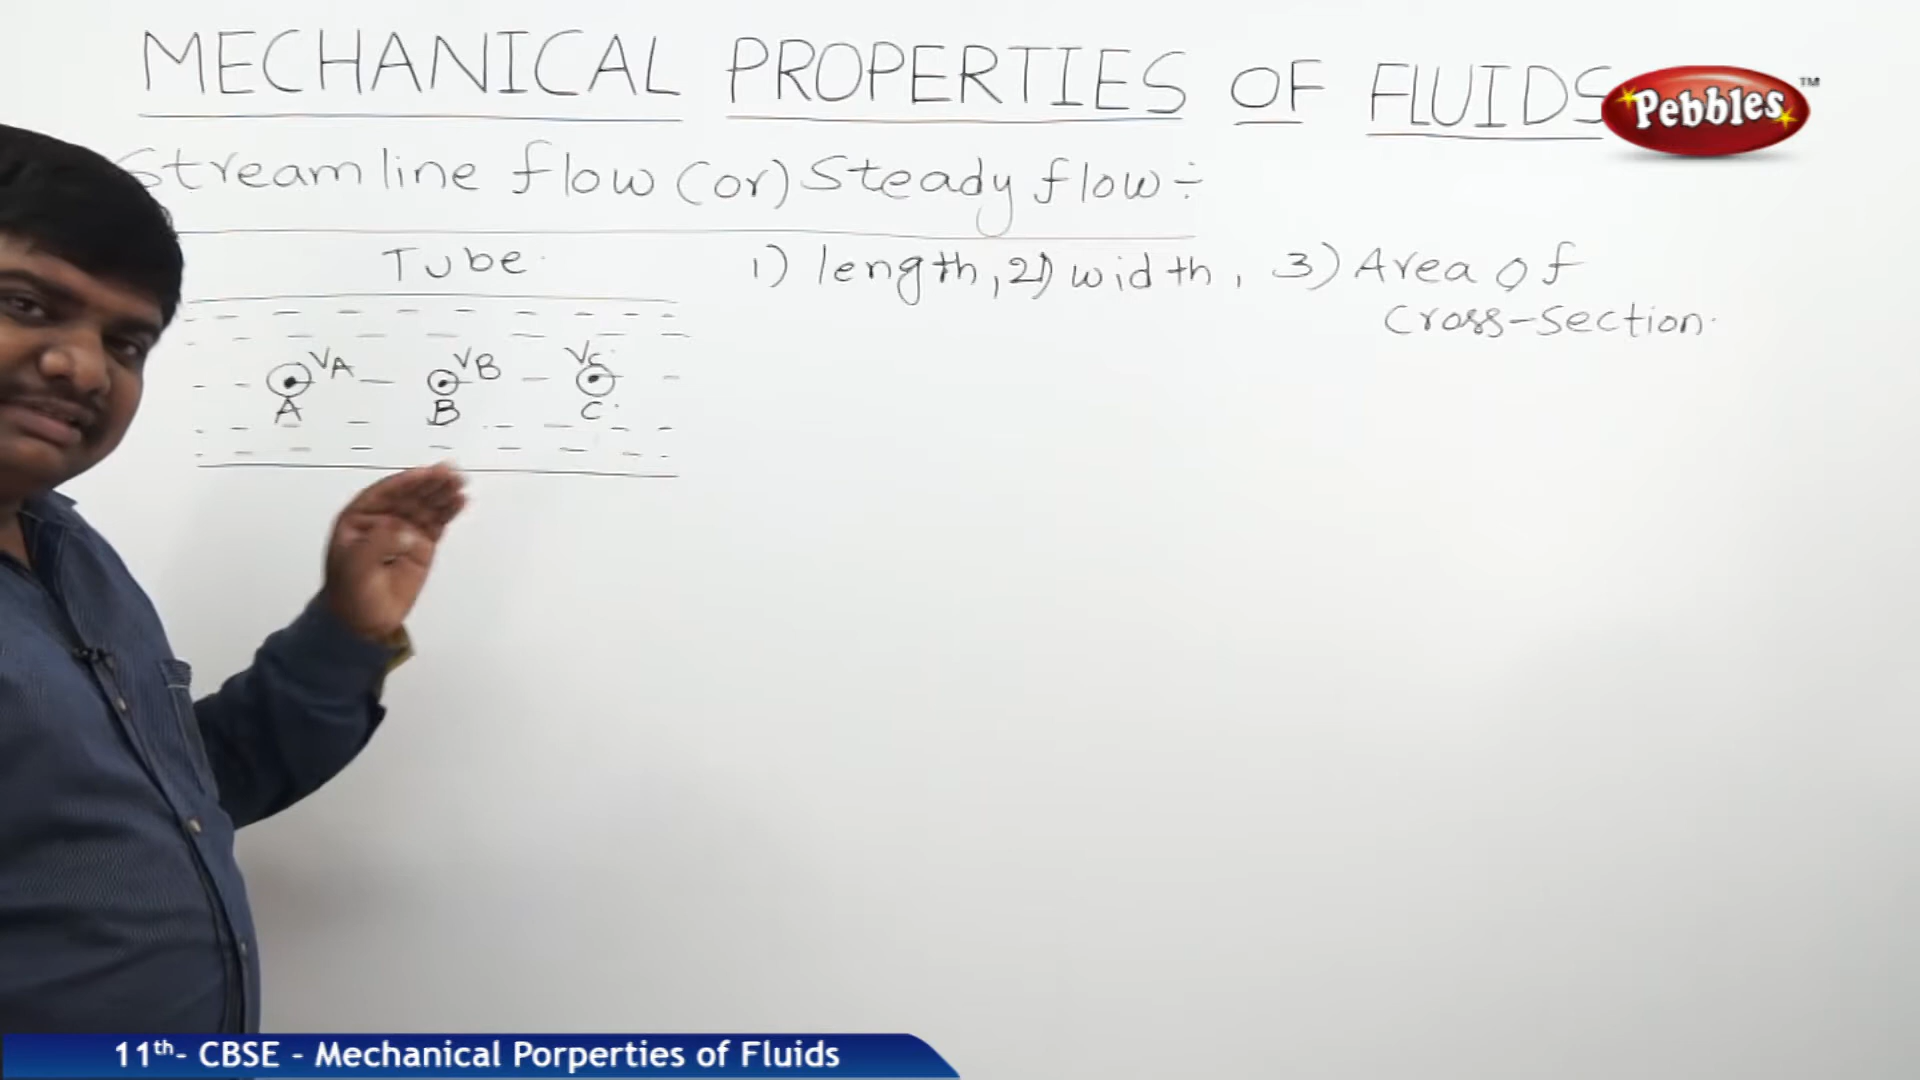 MECHANICAL PROPERTIES OF FLUIDS
Pebbles™
Streamline flow (or) Steady flow ÷
Tube
1) length, 2) width, 3) Area of
Cross-Section.
VA VB VC
A B C
11th- CBSE - Mechanical Porperties of Fluids